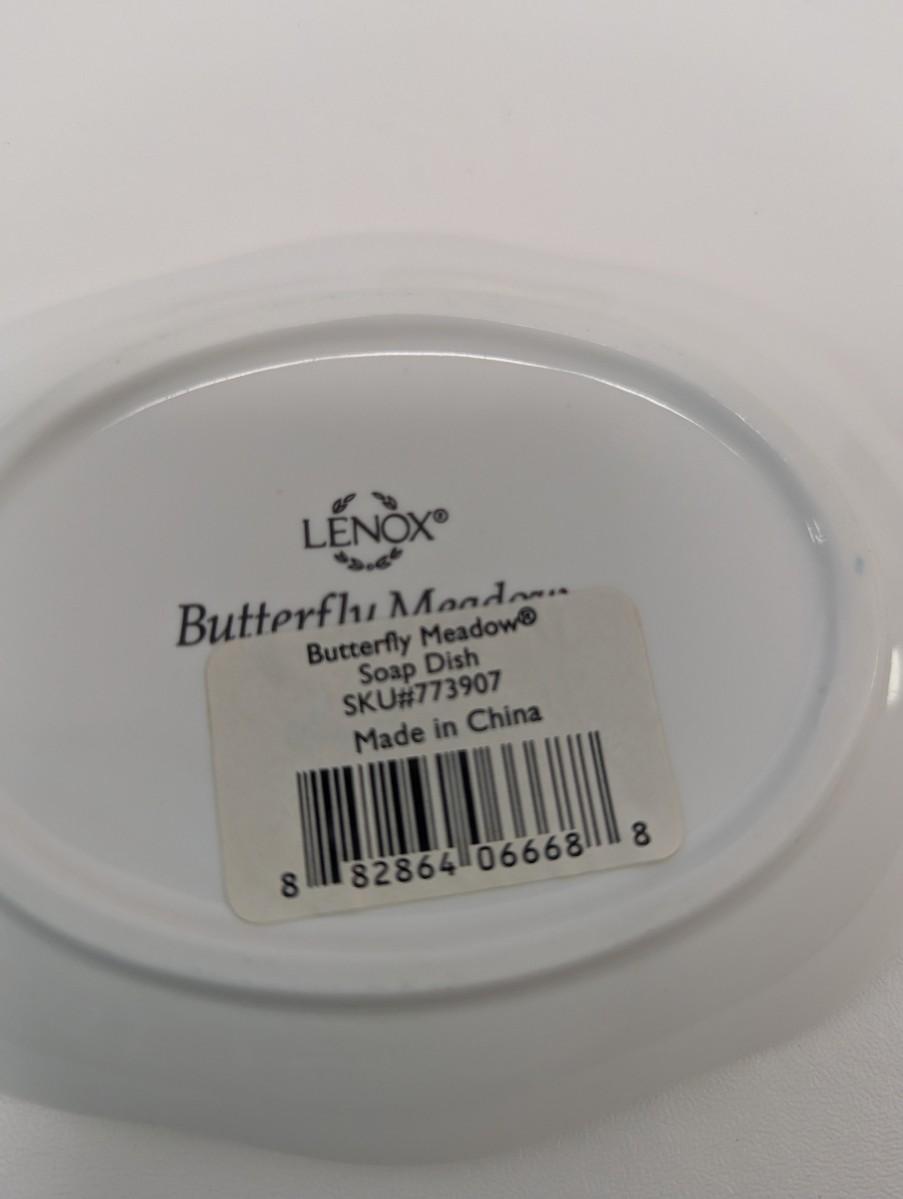 LENOX®
Butterfly Meadow
Butterfly Meadow®
Soap Dish
SKU#773907
Made in China
8 82864 06668 8